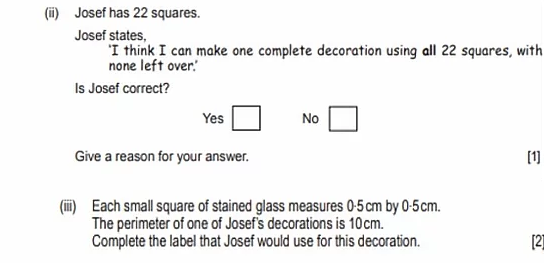 (ii) Josef has 22 squares.
Josef states,
'I think I can make one complete decoration using all 22 squares, with
none left over.'
Is Josef correct?
Yes No
Give a reason for your answer. [1]
(iii) Each small square of stained glass measures 0·5 cm by 0·5 cm.
The perimeter of one of Josef's decorations is 10 cm.
Complete the label that Josef would use for this decoration. [2]